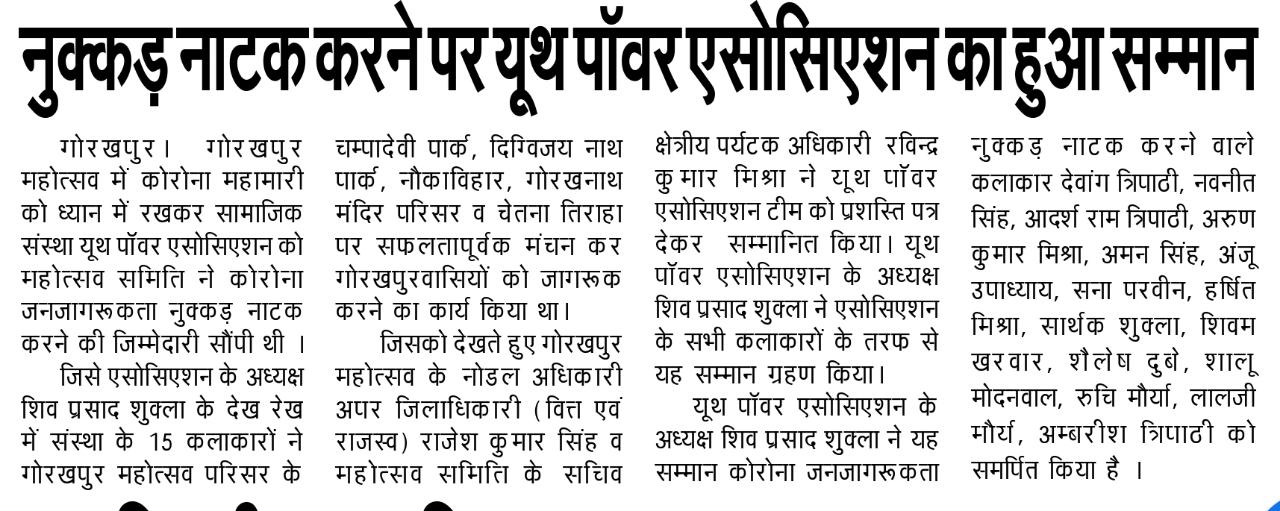 नुक्कड़ नाटक करने पर यूथ पॉवर एसोसिएशन का हुआ सम्मान
गोरखपुर। गोरखपुर
महोत्सव में कोरोना महामारी
को ध्यान में रखकर सामाजिक
संस्था यूथ पॉवर एसोसिएशन को
महोत्सव समिति ने कोरोना
जनजागरूकता नुक्कड़ नाटक
करने की जिम्मेदारी सौंपी थी ।
जिसे एसोसिएशन के अध्यक्ष
शिव प्रसाद शुक्ला के देख रेख
में संस्था के 15 कलाकारों ने
गोरखपुर महोत्सव परिसर के
चम्पादेवी पार्क, दिग्विजय नाथ
पार्क, नौकाविहार, गोरखनाथ
मंदिर परिसर व चेतना तिराहा
पर सफलतापूर्वक मंचन कर
गोरखपुरवासियों को जागरूक
करने का कार्य किया था।
जिसको देखते हुए गोरखपुर
महोत्सव के नोडल अधिकारी
अपर जिलाधिकारी (वित्त एवं
राजस्व) राजेश कुमार सिंह व
महोत्सव समिति के सचिव
क्षेत्रीय पर्यटक अधिकारी रविन्द्र
कुमार मिश्रा ने यूथ पॉवर
एसोसिएशन टीम को प्रशस्ति पत्र
देकर सम्मानित किया। यूथ
पॉवर एसोसिएशन के अध्यक्ष
शिव प्रसाद शुक्ला ने एसोसिएशन
के सभी कलाकारों के तरफ से
यह सम्मान ग्रहण किया।
यूथ पॉवर एसोसिएशन के
अध्यक्ष शिव प्रसाद शुक्ला ने यह
सम्मान कोरोना जनजागरूकता
नुक्कड़ नाटक करने वाले
कलाकार देवांग त्रिपाठी, नवनीत
सिंह, आदर्श राम त्रिपाठी, अरुण
कुमार मिश्रा, अमन सिंह, अंजू
उपाध्याय, सना परवीन, हर्षित
मिश्रा, सार्थक शुक्ला, शिवम
खरवार, शैलेष दुबे, शालू
मोदनवाल, रुचि मौर्या, लालजी
मौर्य, अम्बरीश त्रिपाठी को
समर्पित किया है ।